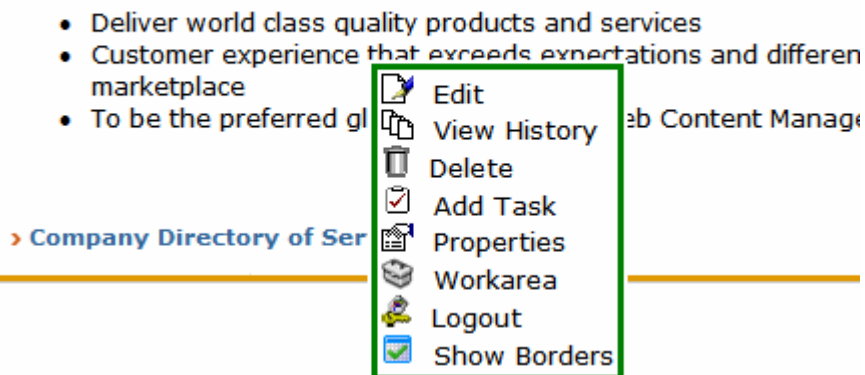 Deliver world class quality products and services
Customer experience that exceeds expectations and differen
marketplace
To be the preferred gl eb Content Manage
Edit
View History
Delete
Add Task
Properties
Workarea
Logout
Show Borders
› Company Directory of Ser